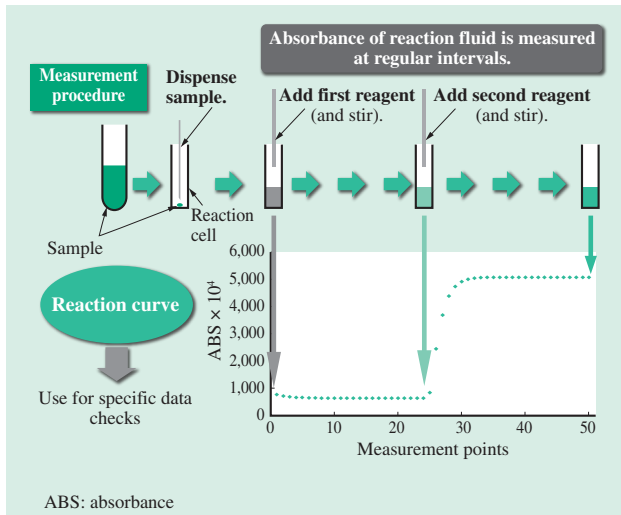 Absorbance of reaction fluid is measured
at regular intervals.
Measurement
procedure
Dispense
sample.
Add first reagent
(and stir).
Add second reagent
(and stir).
Sample
Reaction
cell
Reaction curve
Use for specific data
checks
ABS × 10⁴
6,000
5,000
4,000
3,000
2,000
1,000
0
0 10 20 30 40 50
Measurement points
ABS: absorbance